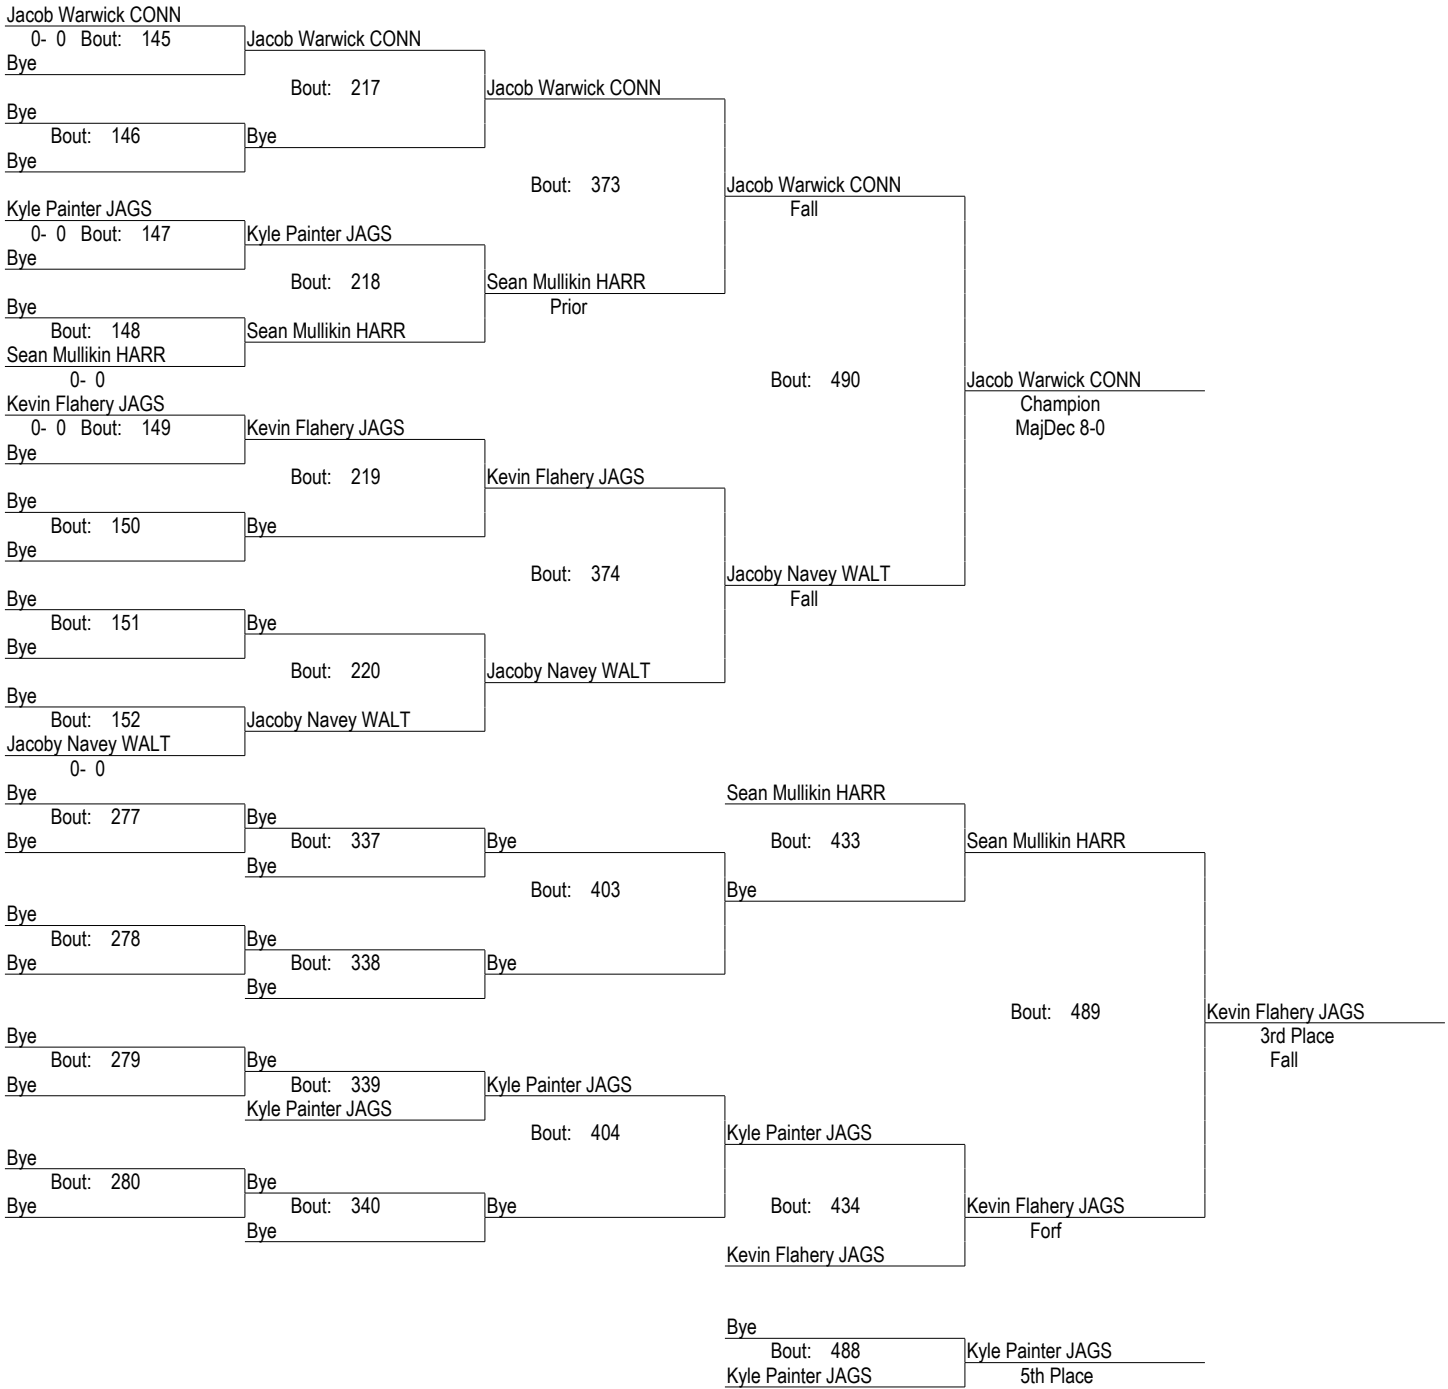 Jacob Warwick CONN
0- 0 Bout: 145 Jacob Warwick CONN
Bye
Bout: 217 Jacob Warwick CONN
Bye
Bout: 146 Bye
Bye
Bout: 373 Jacob Warwick CONN
Kyle Painter JAGS Fall
0- 0 Bout: 147 Kyle Painter JAGS
Bye
Bout: 218 Sean Mullikin HARR
Bye Prior
Bout: 148 Sean Mullikin HARR
Sean Mullikin HARR
0- 0 Bout: 490 Jacob Warwick CONN
Kevin Flahery JAGS Champion
0- 0 Bout: 149 Kevin Flahery JAGS MajDec 8-0
Bye
Bout: 219 Kevin Flahery JAGS
Bye
Bout: 150 Bye
Bye
Bout: 374 Jacoby Navey WALT
Bye Fall
Bout: 151 Bye
Bye
Bout: 220 Jacoby Navey WALT
Bye
Bout: 152 Jacoby Navey WALT
Jacoby Navey WALT
0- 0
Bye Sean Mullikin HARR
Bout: 277 Bye
Bye Bout: 337 Bye Bout: 433 Sean Mullikin HARR
Bye
Bout: 403 Bye
Bye
Bout: 278 Bye
Bye Bout: 338 Bye
Bye
Bout: 489 Kevin Flahery JAGS
Bye 3rd Place
Bout: 279 Bye Fall
Bye Bout: 339 Kyle Painter JAGS
Kyle Painter JAGS
Bout: 404 Kyle Painter JAGS
Bye
Bout: 280 Bye
Bye Bout: 340 Bye Bout: 434 Kevin Flahery JAGS
Bye Forf
Kevin Flahery JAGS
Bye
Bout: 488 Kyle Painter JAGS
Kyle Painter JAGS 5th Place